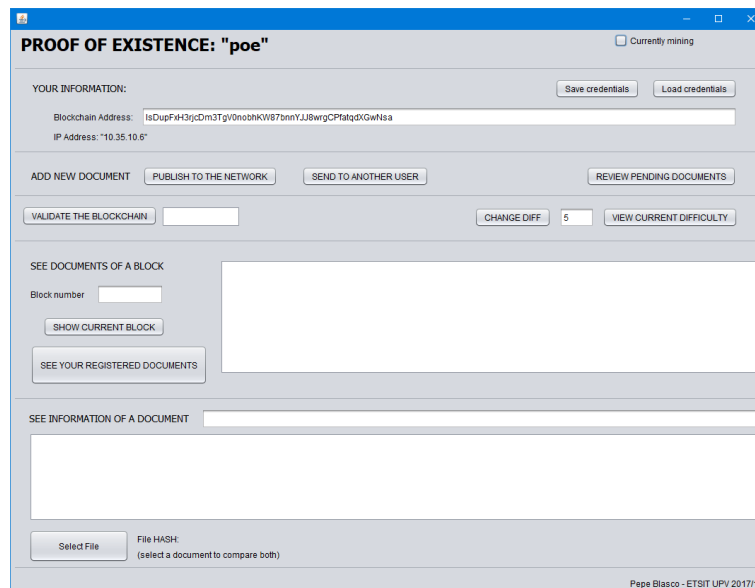 PROOF OF EXISTENCE: "poe"
Currently mining
YOUR INFORMATION:
Save credentials
Load credentials
Blockchain Address: IsDupFxH3rjcDm3TgV0nobhKW87bnnYJJ8wrgCPfatqdXGwNsa
IP Address: "10.35.10.6"
ADD NEW DOCUMENT
PUBLISH TO THE NETWORK
SEND TO ANOTHER USER
REVIEW PENDING DOCUMENTS
VALIDATE THE BLOCKCHAIN
CHANGE DIFF
5
VIEW CURRENT DIFFICULTY
SEE DOCUMENTS OF A BLOCK
Block number
SHOW CURRENT BLOCK
SEE YOUR REGISTERED DOCUMENTS
SEE INFORMATION OF A DOCUMENT
Select File
File HASH:
(select a document to compare both)
Pepe Blasco - ETSIT UPV 2017/